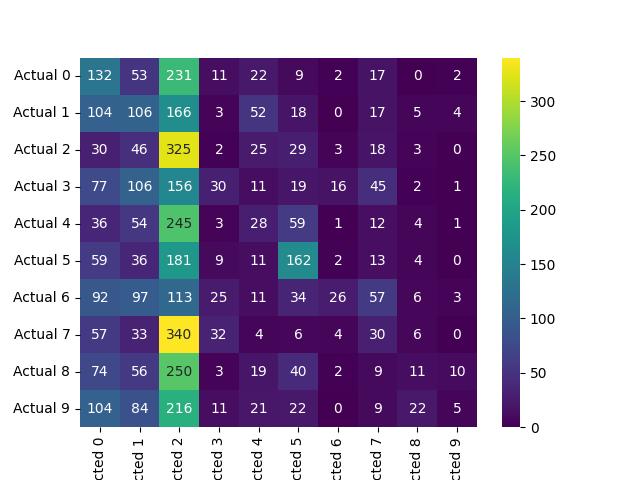 Actual 0 132 53 231 11 22 9 2 17 0 2
Actual 1 104 106 166 3 52 18 0 17 5 4
Actual 2 30 46 325 2 25 29 3 18 3 0
Actual 3 77 106 156 30 11 19 16 45 2 1
Actual 4 36 54 245 3 28 59 1 12 4 1
Actual 5 59 36 181 9 11 162 2 13 4 0
Actual 6 92 97 113 25 11 34 26 57 6 3
Actual 7 57 33 340 32 4 6 4 30 6 0
Actual 8 74 56 250 3 19 40 2 9 11 10
Actual 9 104 84 216 11 21 22 0 9 22 5
cted 0
cted 1
cted 2
cted 3
cted 4
cted 5
cted 6
cted 7
cted 8
cted 9
300
250
200
150
100
50
0